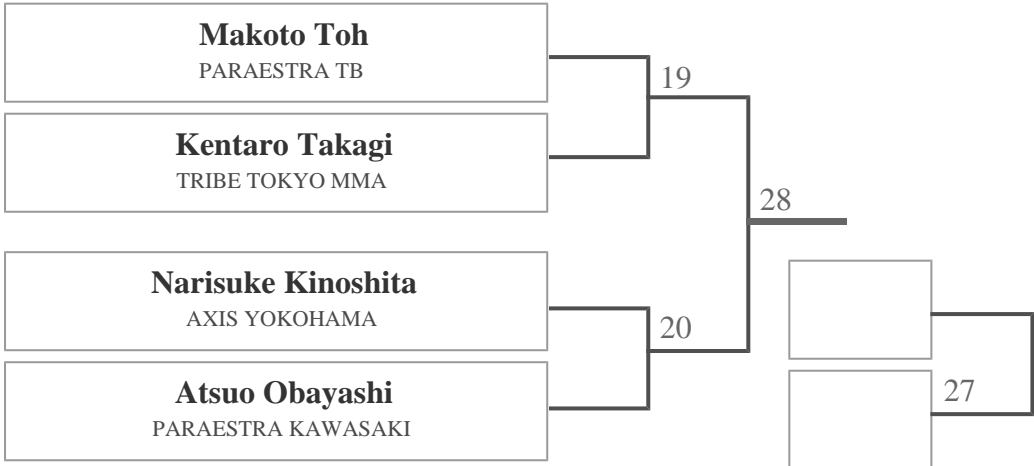 Makoto Toh
PARAESTRA TB
19
Kentaro Takagi
TRIBE TOKYO MMA
28
Narisuke Kinoshita
AXIS YOKOHAMA
20
Atsuo Obayashi
PARAESTRA KAWASAKI
27